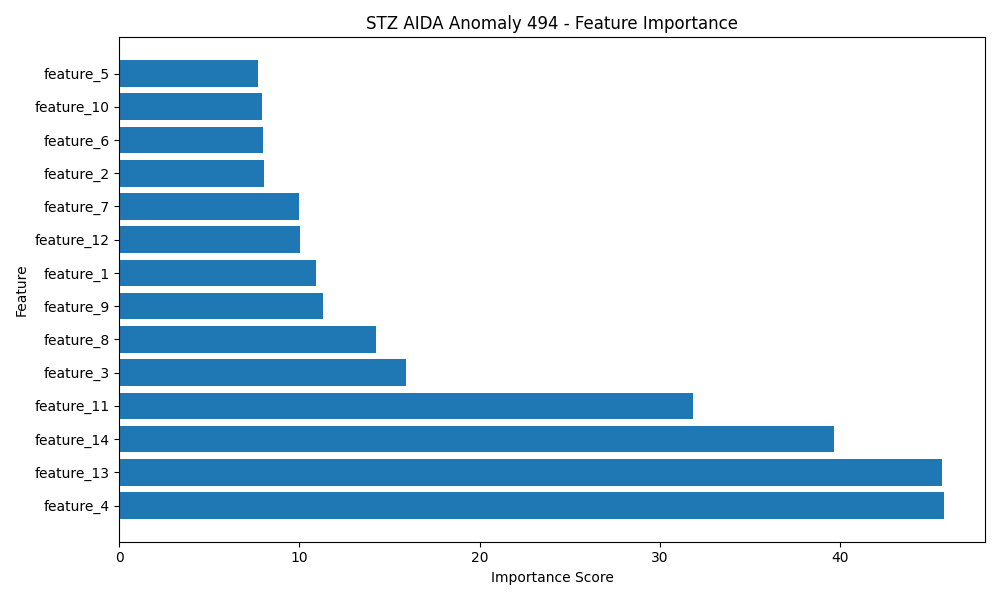 STZ AIDA Anomaly 494 - Feature Importance
Feature
feature_5
feature_10
feature_6
feature_2
feature_7
feature_12
feature_1
feature_9
feature_8
feature_3
feature_11
feature_14
feature_13
feature_4
0 10 20 30 40
Importance Score